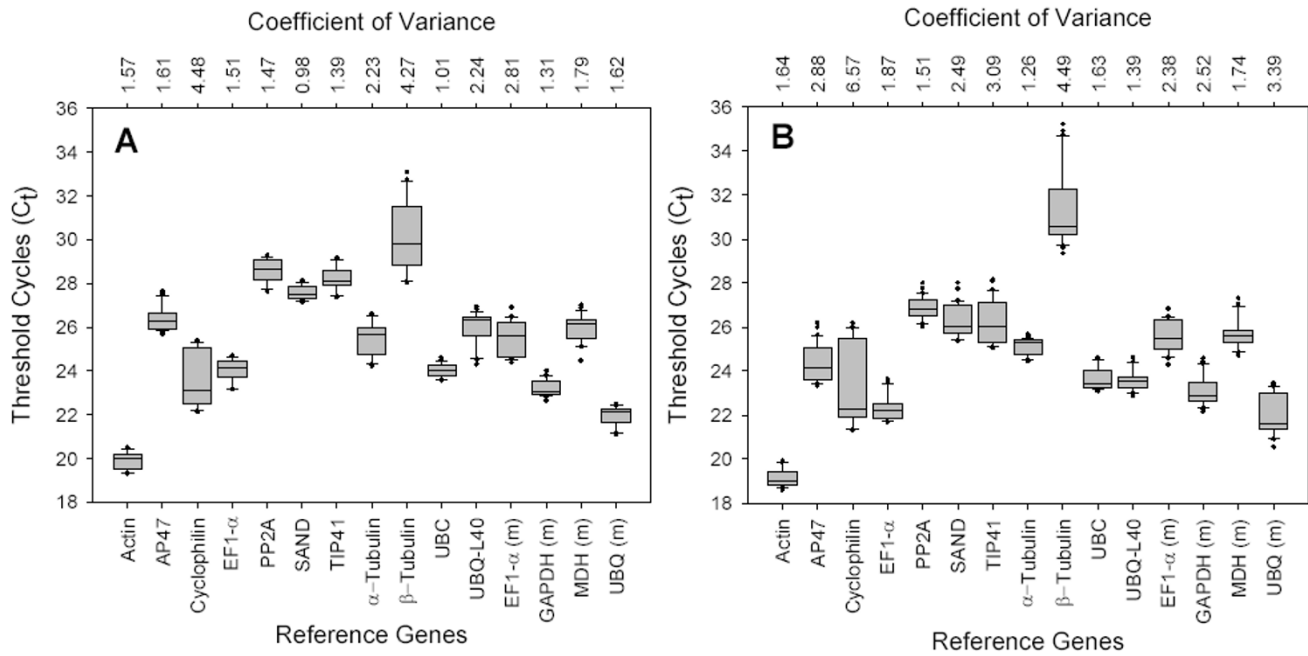 Coefficient of Variance
1.57 1.61 4.48 1.51 1.47 0.98 1.39 2.23 4.27 1.01 2.24 2.81 1.31 1.79 1.62
A
Threshold Cycles (Ct)
36
34
32
30
28
26
24
22
20
18
Actin AP47 Cyclophilin EF1-α PP2A SAND TIP41 α-Tubulin β-Tubulin UBC UBQ-L40 EF1-α (m) GAPDH (m) MDH (m) UBQ (m)
Reference Genes
Coefficient of Variance
1.64 2.88 6.57 1.87 1.51 2.49 3.09 1.26 4.49 1.63 1.39 2.38 2.52 1.74 3.39
B
Threshold Cycles (Ct)
36
34
32
30
28
26
24
22
20
18
Actin AP47 Cyclophilin EF1-α PP2A SAND TIP41 α-Tubulin β-Tubulin UBC UBQ-L40 EF1-α (m) GAPDH (m) MDH (m) UBQ (m)
Reference Genes